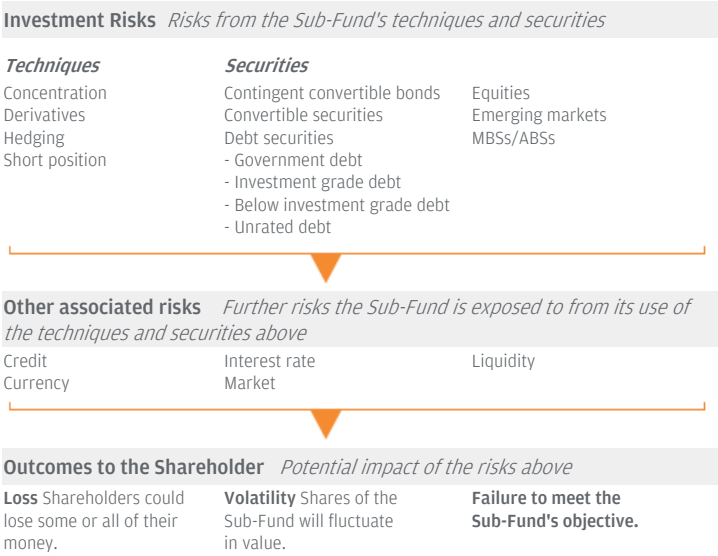 Investment Risks Risks from the Sub-Fund's techniques and securities
Techniques
Concentration
Derivatives
Hedging
Short position
Securities
Contingent convertible bonds
Convertible securities
Debt securities
- Government debt
- Investment grade debt
- Below investment grade debt
- Unrated debt
Equities
Emerging markets
MBSs/ABSs
Other associated risks Further risks the Sub-Fund is exposed to from its use of
the techniques and securities above
Credit
Currency
Interest rate
Market
Liquidity
Outcomes to the Shareholder Potential impact of the risks above
Loss Shareholders could
lose some or all of their
money.
Volatility Shares of the
Sub-Fund will fluctuate
in value.
Failure to meet the
Sub-Fund's objective.